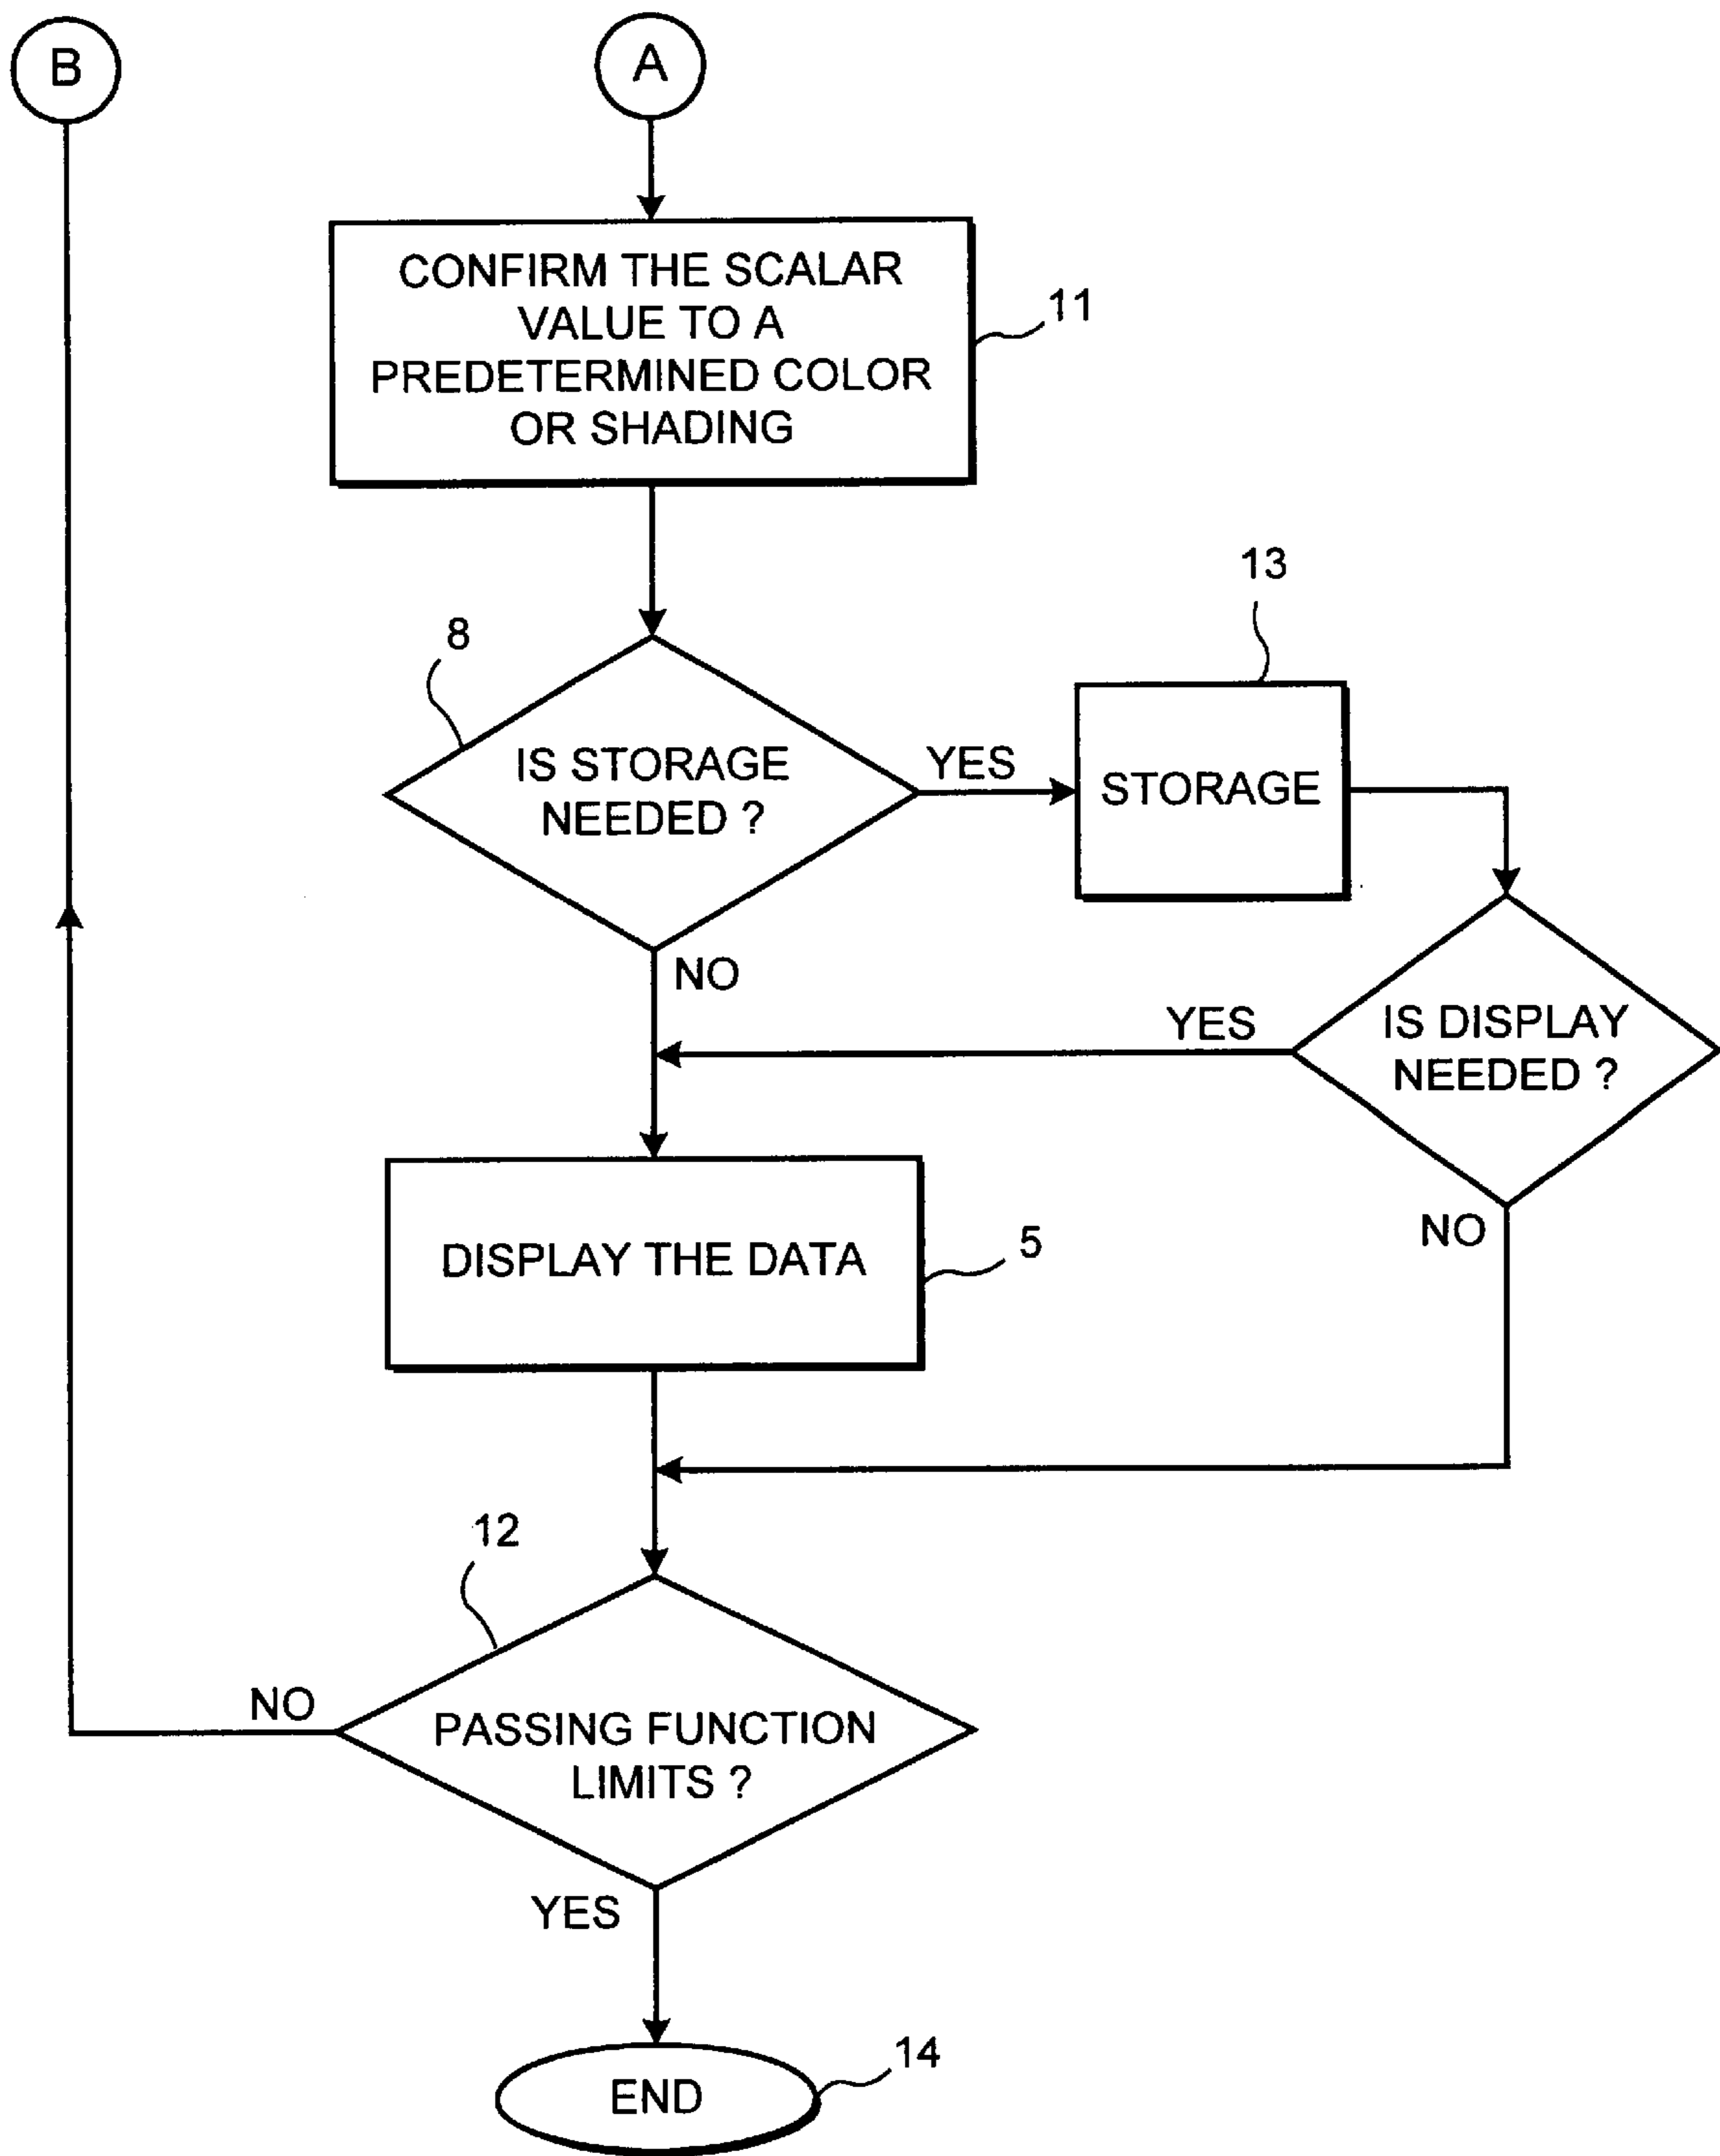 B
A
CONFIRM THE SCALAR
VALUE TO A
PREDETERMINED COLOR
OR SHADING
11
13
8
IS STORAGE
NEEDED ?
YES
STORAGE
NO
YES
IS DISPLAY
NEEDED ?
NO
DISPLAY THE DATA
5
12
NO
PASSING FUNCTION
LIMITS ?
YES
END
14